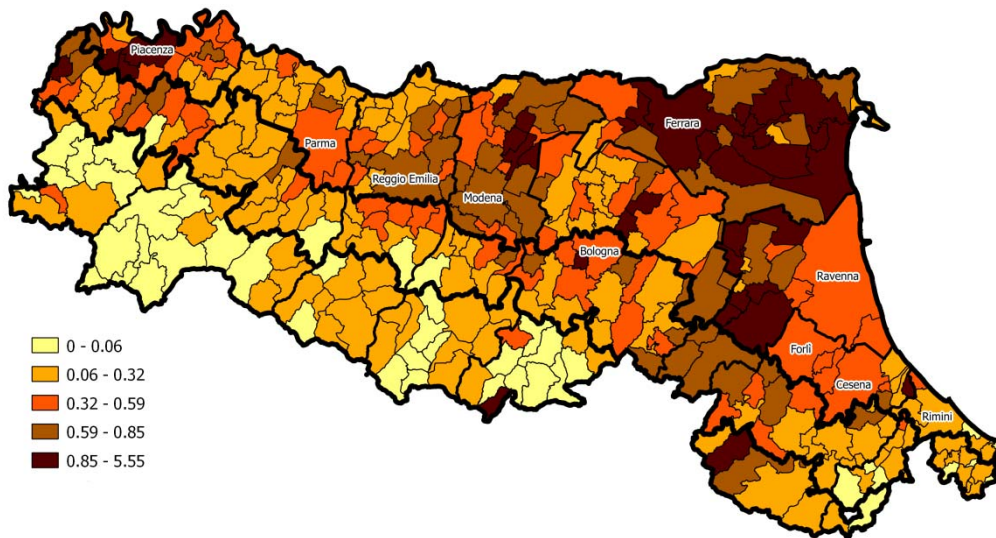 Piacenza
Ferrara
Parma
Reggio Emilia
Modena
Bologna
Ravenna
Forlì
Cesena
Rimini
0 - 0.06
0.06 - 0.32
0.32 - 0.59
0.59 - 0.85
0.85 - 5.55